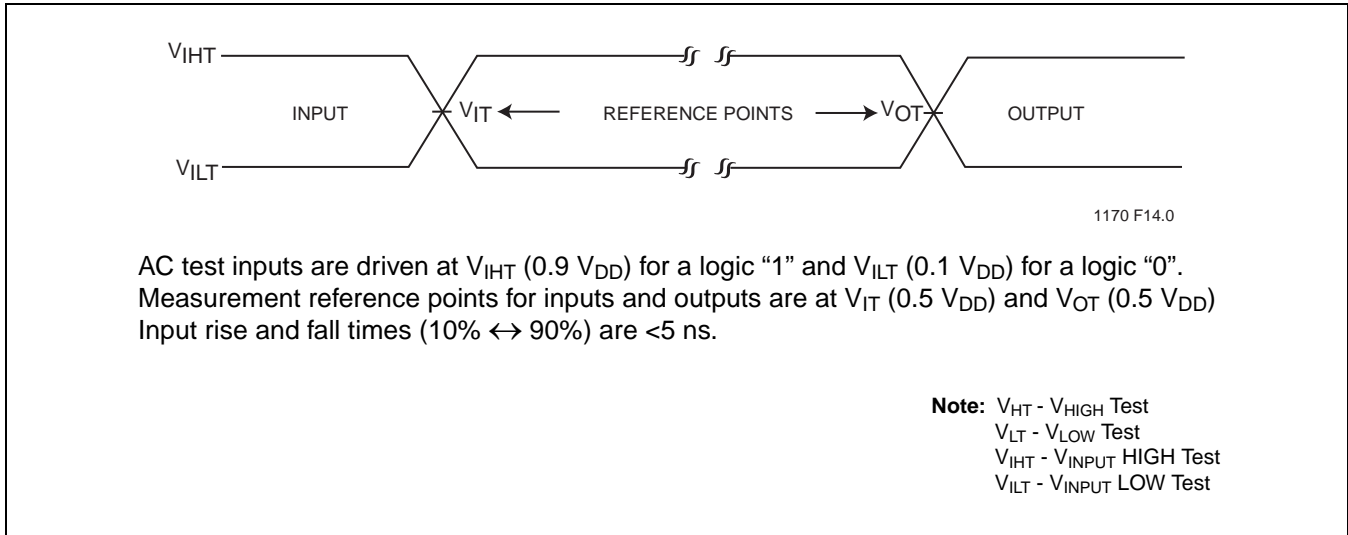 VIHT
INPUT VIT REFERENCE POINTS VOT OUTPUT
VILT
1170 F14.0
AC test inputs are driven at VIHT (0.9 VDD) for a logic “1” and VILT (0.1 VDD) for a logic “0”.
Measurement reference points for inputs and outputs are at VIT (0.5 VDD) and VOT (0.5 VDD)
Input rise and fall times (10% ↔ 90%) are <5 ns.
Note: VHT - VHIGH Test
VLT - VLOW Test
VIHT - VINPUT HIGH Test
VILT - VINPUT LOW Test